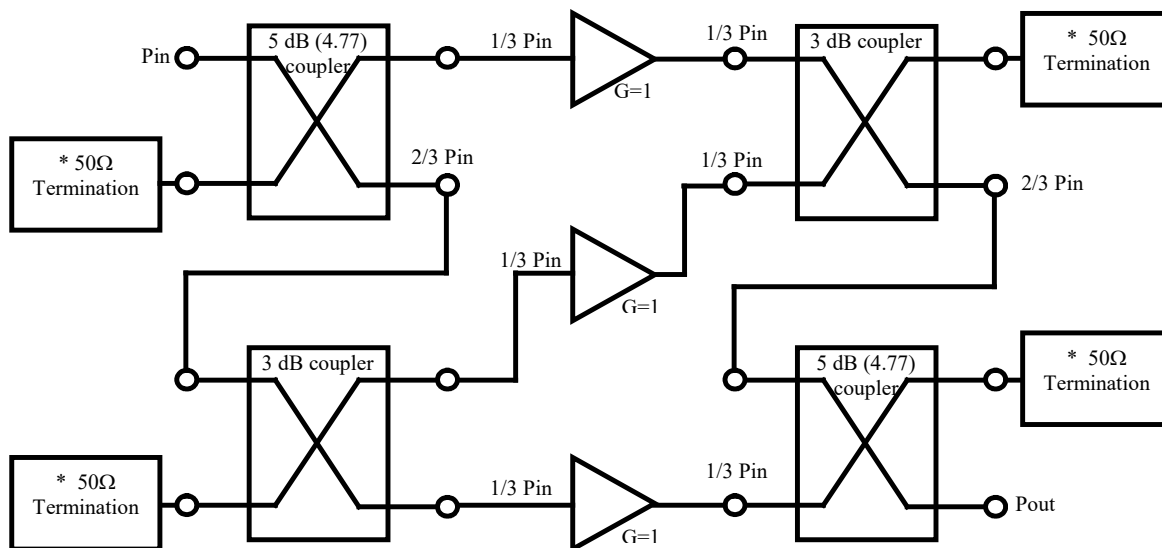 5 dB (4.77)
coupler
Pin
1/3 Pin
G=1
1/3 Pin
3 dB coupler
* 50Ω
Termination
* 50Ω
Termination
2/3 Pin
1/3 Pin
2/3 Pin
1/3 Pin
G=1
3 dB coupler
5 dB (4.77)
coupler
* 50Ω
Termination
* 50Ω
Termination
1/3 Pin
G=1
1/3 Pin
Pout